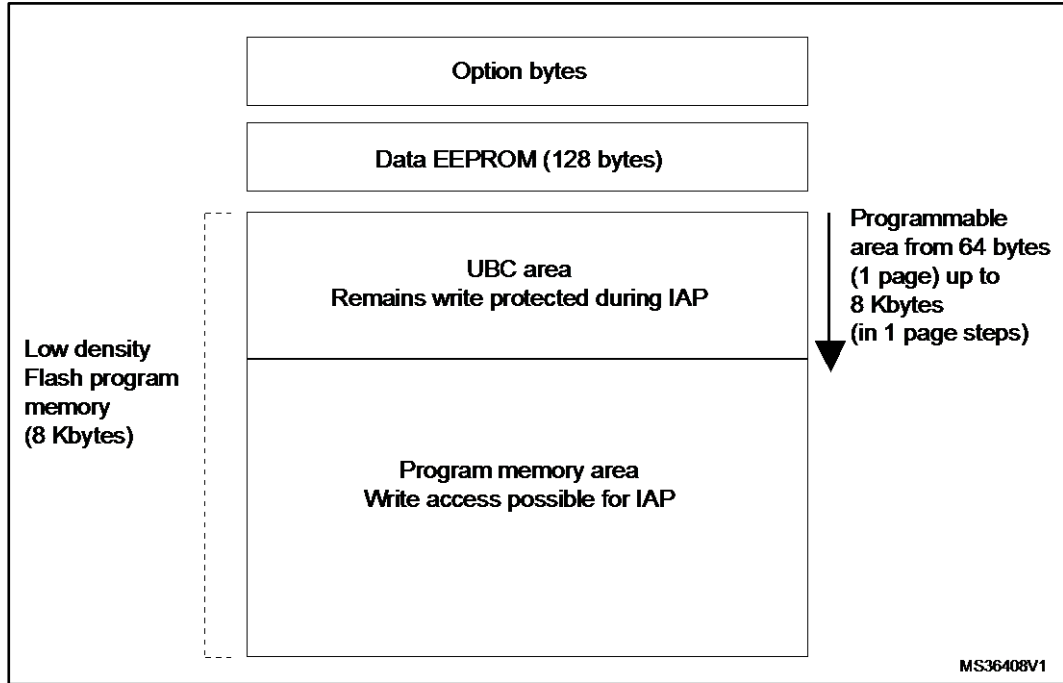 Option bytes
Data EEPROM (128 bytes)
UBC area
Remains write protected during IAP
Programmable
area from 64 bytes
(1 page) up to
8 Kbytes
(in 1 page steps)
Low density
Flash program
memory
(8 Kbytes)
Program memory area
Write access possible for IAP
MS36408V1